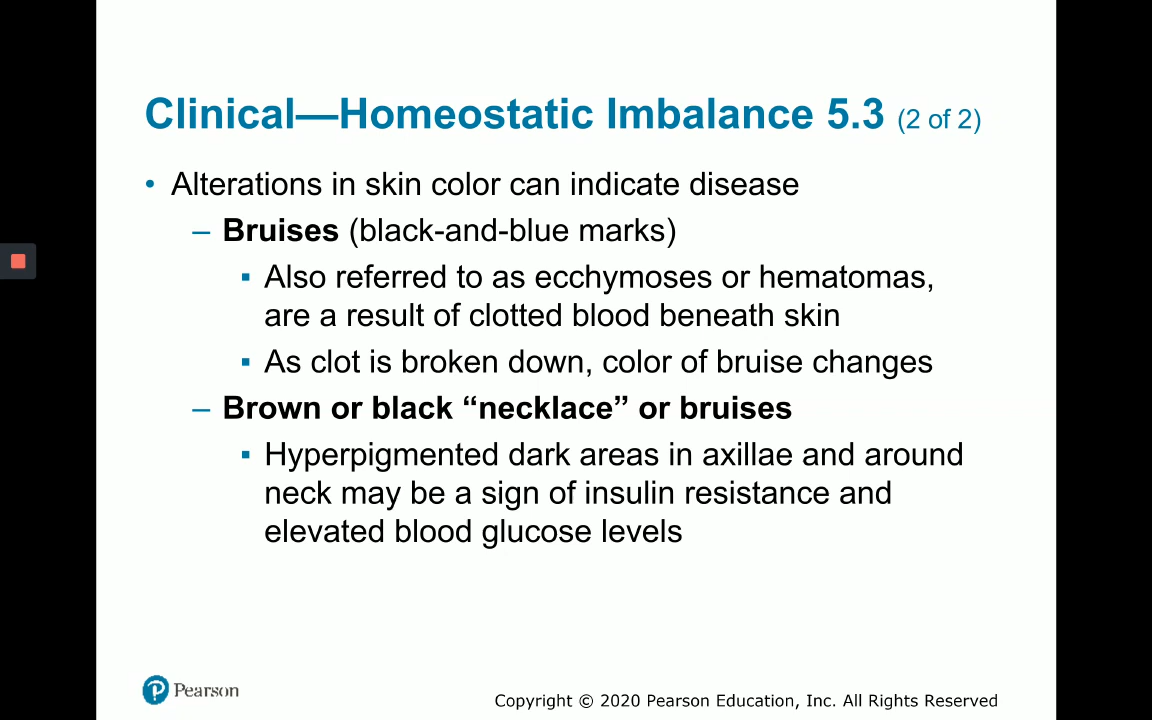 Clinical—Homeostatic Imbalance 5.3 (2 of 2)
• Alterations in skin color can indicate disease
– Bruises (black-and-blue marks)
▪ Also referred to as ecchymoses or hematomas,
are a result of clotted blood beneath skin
▪ As clot is broken down, color of bruise changes
– Brown or black “necklace” or bruises
▪ Hyperpigmented dark areas in axillae and around
neck may be a sign of insulin resistance and
elevated blood glucose levels
P Pearson
Copyright © 2020 Pearson Education, Inc. All Rights Reserved